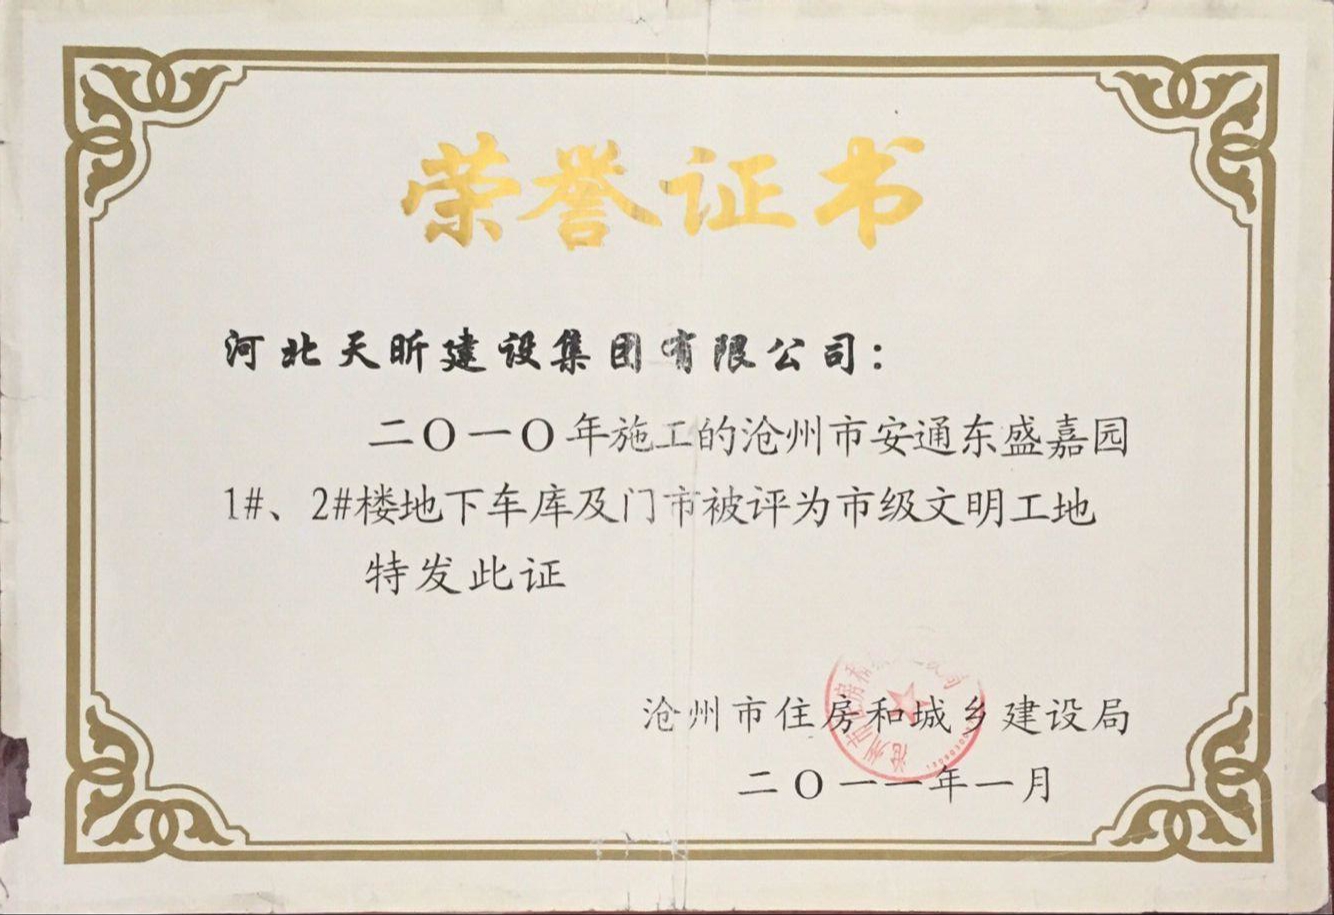 荣誉证书
河北天昕建设集团有限公司：
二〇一〇年施工的沧州市安通东盛嘉园
1#、2#楼地下车库及门市被评为市级文明工地
特发此证
沧州市住房和城乡建设局
二〇一一年一月